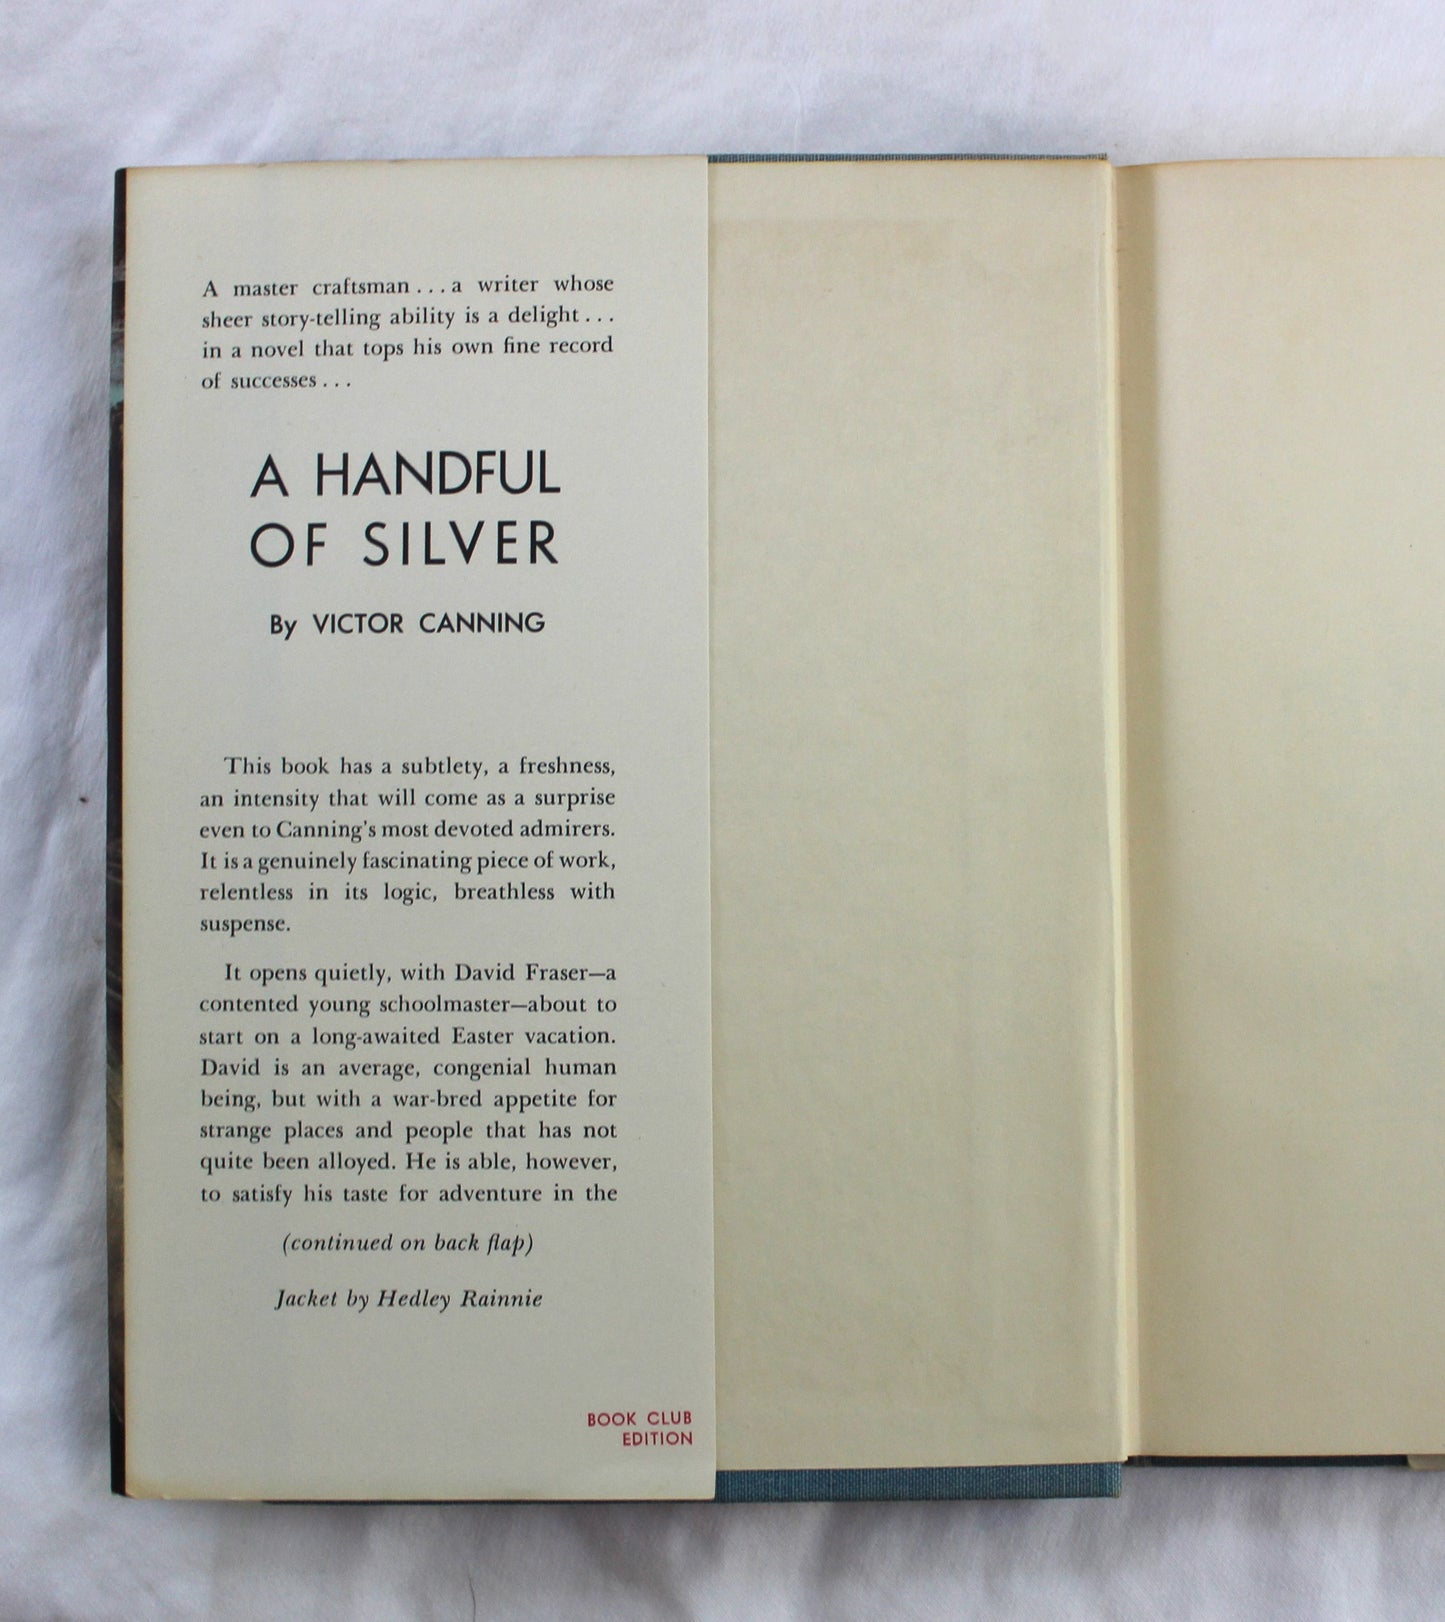 A master craftsman . . . a writer whose
sheer story-telling ability is a delight . . .
in a novel that tops his own fine record
of successes . . .
A HANDFUL
OF SILVER
By VICTOR CANNING
This book has a subtlety, a freshness,
an intensity that will come as a surprise
even to Canning's most devoted admirers.
It is a genuinely fascinating piece of work,
relentless in its logic, breathless with
suspense.
It opens quietly, with David Fraser—a
contented young schoolmaster—about to
start on a long-awaited Easter vacation.
David is an average, congenial human
being, but with a war-bred appetite for
strange places and people that has not
quite been alloyed. He is able, however,
to satisfy his taste for adventure in the
(continued on back flap)
Jacket by Hedley Rainnie
BOOK CLUB
EDITION